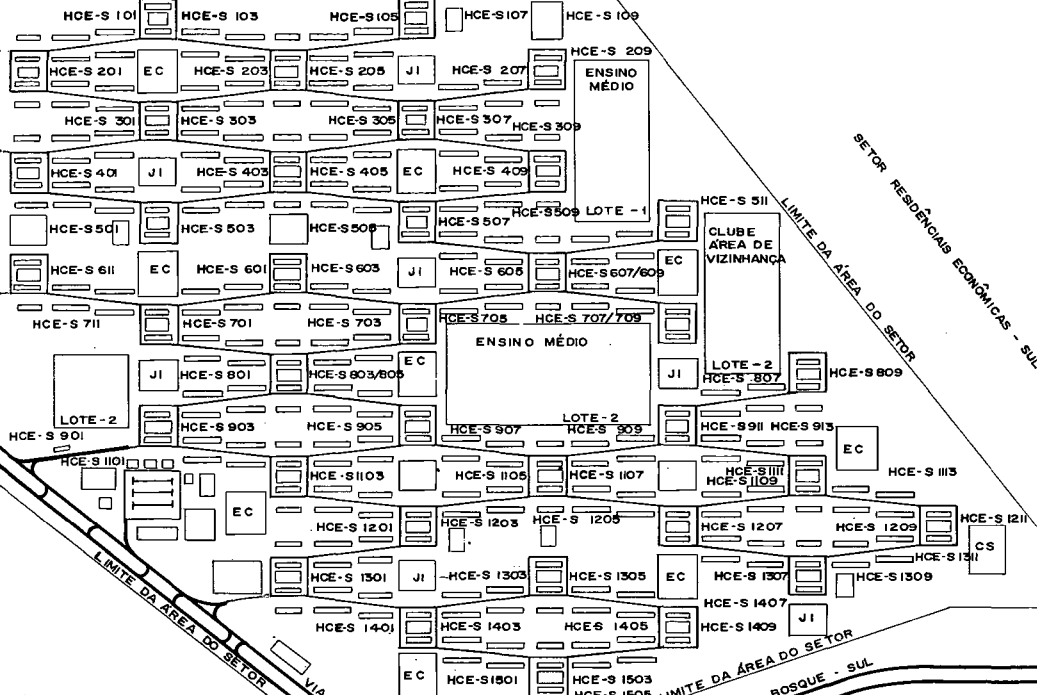 HCE-S 101
HCE-S 103
HCE-S105
HCE-S107
HCE-S 109
HCE-S 201
EC
HCE-S 203
HCE-S 205
JI
HCE-S 207
HCE-S 209
ENSINO
MÉDIO
HCE-S 301
HCE-S 303
HCE-S 305
HCE-S 307
HCE-S 309
HCE-S 401
JI
HCE-S 403
HCE-S 405
EC
HCE-S 409
HCE-S 501
HCE-S 503
HCE-S 505
HCE-S 507
HCE-S509
LOTE -1
HCE-S 511
CLUBE
ÁREA DE
VIZINHANÇA
LOTE-2
HCE-S 611
EC
HCE-S 601
HCE-S 603
JI
HCE-S 605
HCE-S 607/609
EC
HCE-S 711
HCE-S 701
HCE-S 703
HCE-S705
HCE-S 707/709
ENSINO MÉDIO
LOTE-2
LOTE-2
JI
HCE-S 801
HCE-S 803/805
EC
JI
HCE-S 807
HCE-S 809
HCE-S 901
HCE-S 903
HCE-S 905
HCE-S 907
HCE-S 909
HCE-S 911
HCE-S 913
EC
HCE-S 1101
HCE-S1103
HCE-S 1105
HCE-S 1107
HCE-S 1111
HCE-S 1109
HCE-S 1113
EC
HCE-S 1201
HCE-S 1203
HCE-S 1205
HCE-S 1207
HCE-S 1209
HCE-S 1211
CS
HCE-S 1301
JI
HCE-S 1303
HCE-S 1305
EC
HCE-S 1307
HCE-S 1309
HCE-S 1311
HCE-S 1401
HCE-S 1403
HCE-S 1405
HCE-S 1407
HCE-S 1409
JI
EC
HCE-S1501
HCE-S 1503
HCE-S 1505
LIMITE DA ÁREA DO SETOR
SETOR RESIDÊNCIAIS ECONÔMICAS - SUL
LIMITE DA ÁREA DO SETOR
VIA
LIMITE DA ÁREA DO SETOR
BOSQUE - SUL